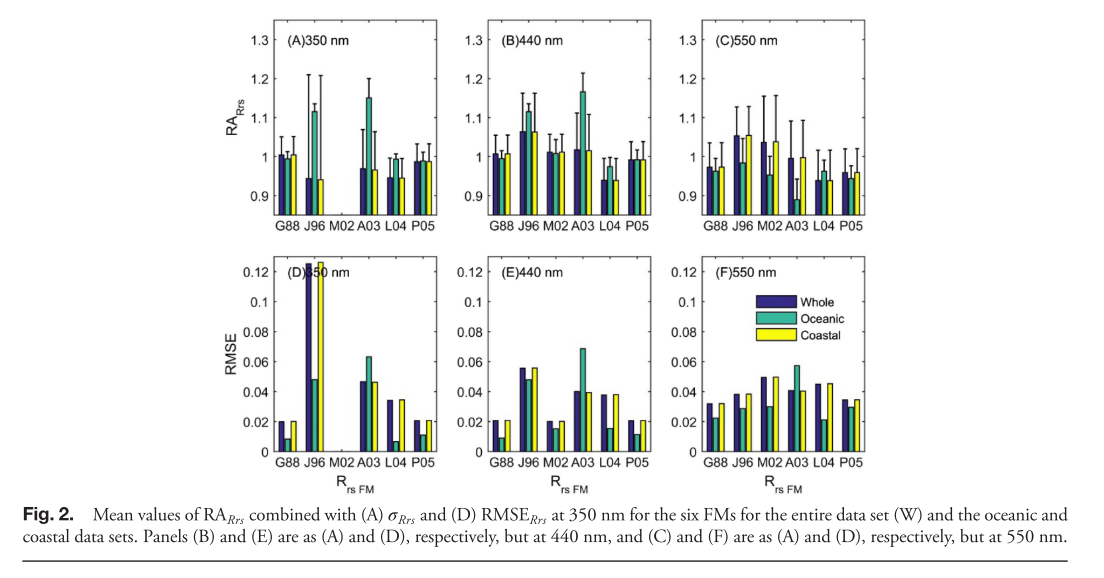 (A)350 nm
(B)440 nm
(C)550 nm
RA_Rrs
1.3
1.2
1.1
1
0.9
1.3
1.2
1.1
1
0.9
1.3
1.2
1.1
1
0.9
G88 J96 M02 A03 L04 P05
G88 J96 M02 A03 L04 P05
G88 J96 M02 A03 L04 P05
(D)350 nm
(E)440 nm
(F)550 nm
RMSE
0.12
0.1
0.08
0.06
0.04
0.02
0
0.12
0.1
0.08
0.06
0.04
0.02
0
0.12
0.1
0.08
0.06
0.04
0.02
0
Whole
Oceanic
Coastal
G88 J96 M02 A03 L04 P05
G88 J96 M02 A03 L04 P05
G88 J96 M02 A03 L04 P05
R_rs FM
R_rs FM
R_rs FM
Fig. 2. Mean values of RA_Rrs combined with (A) σ_Rrs and (D) RMSE_Rrs at 350 nm for the six FMs for the entire data set (W) and the oceanic and
coastal data sets. Panels (B) and (E) are as (A) and (D), respectively, but at 440 nm, and (C) and (F) are as (A) and (D), respectively, but at 550 nm.